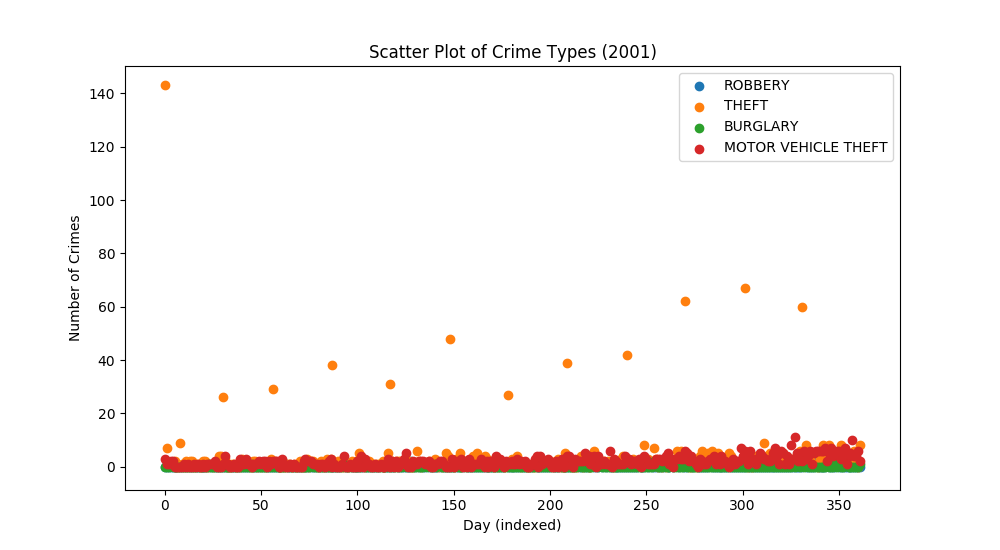 Scatter Plot of Crime Types (2001)
ROBBERY
THEFT
BURGLARY
MOTOR VEHICLE THEFT
Number of Crimes
140
120
100
80
60
40
20
0
0 50 100 150 200 250 300 350
Day (indexed)